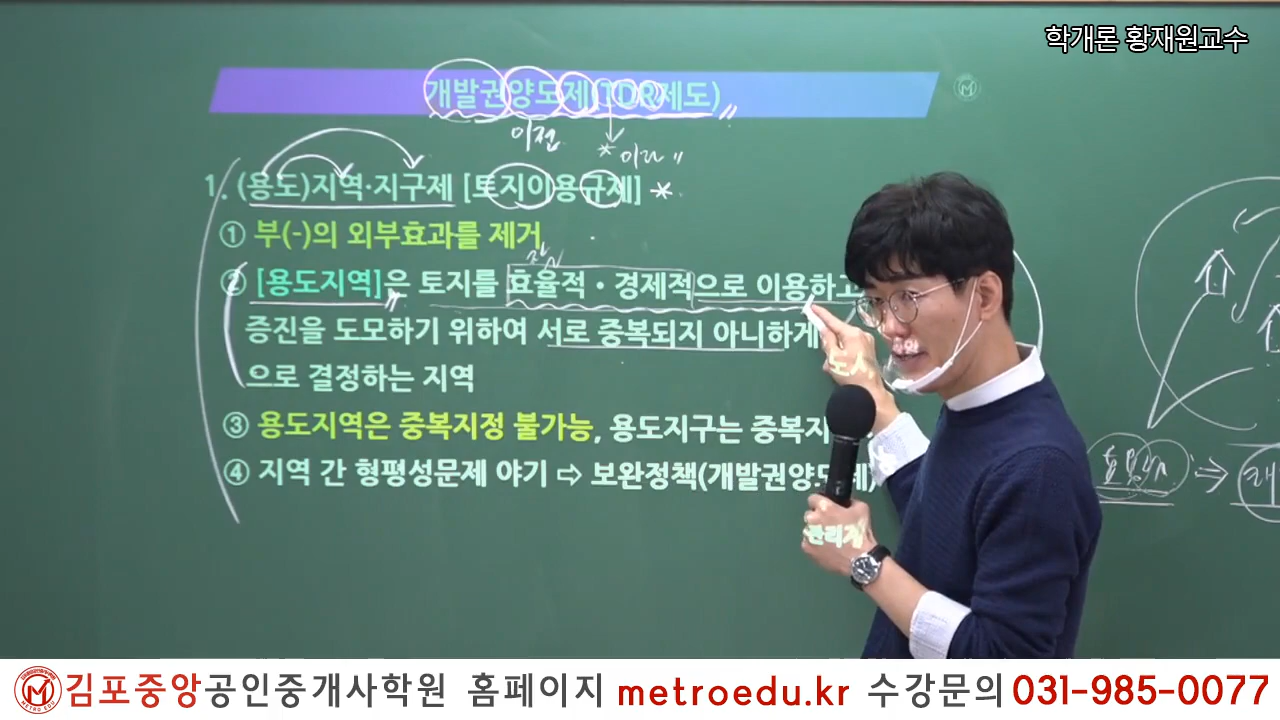 학개론 황재원교수
개발권양도제(TDR제도)
이전
1. (용도)지역·지구제 [토지이용규제]
① 부(-)의 외부효과를 제거
② [용도지역]은 토지를 효율적·경제적으로 이용하고
증진을 도모하기 위하여 서로 중복되지 아니하게
도시,
으로 결정하는 지역
③ 용도지역은 중복지정 불가능, 용도지구는 중복지
④ 지역 간 형평성문제 야기 ⇨ 보완정책(개발권양도제)
관리지
김포중앙공인중개사학원 홈페이지 metroedu.kr 수강문의 031-985-0077
METRO EDU